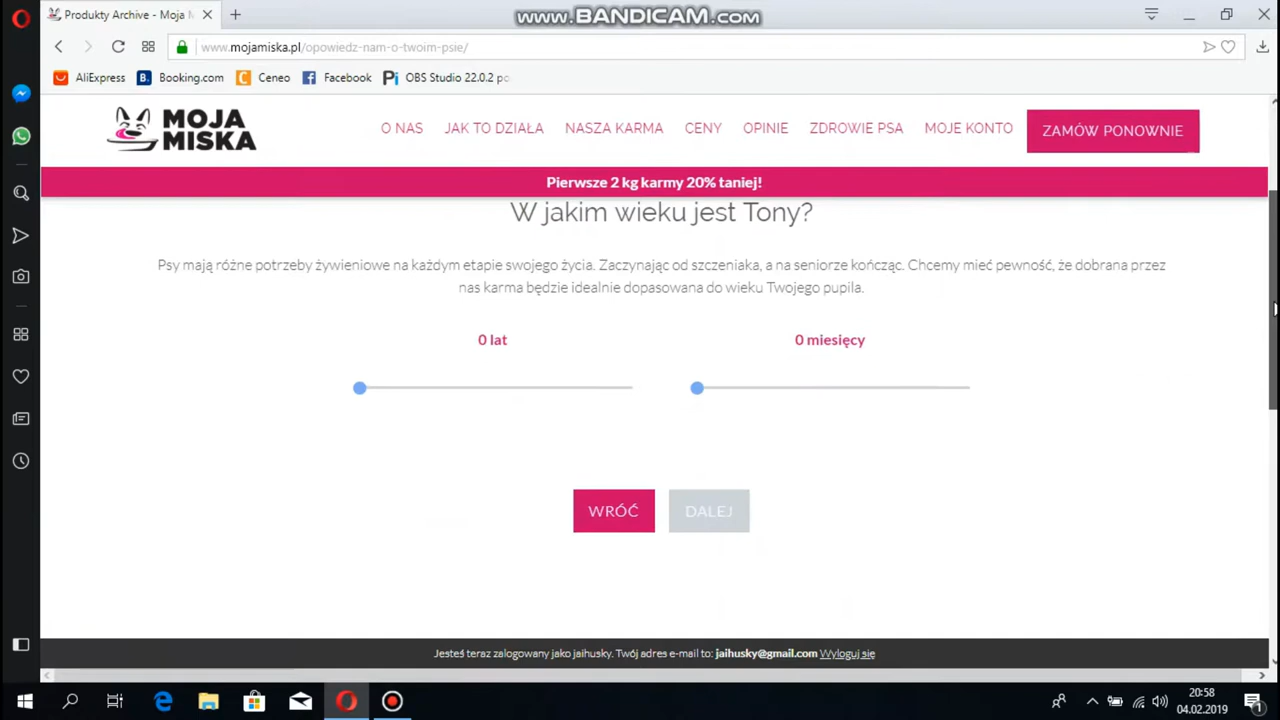 Produkty Archive - Moja M
www.BANDICAM.com
www.mojamiska.pl/opowiedz-nam-o-twoim-psie/
AliExpress
Booking.com
Ceneo
Facebook
OBS Studio 22.0.2 po
MOJA MISKA
O NAS
JAK TO DZIAŁA
NASZA KARMA
CENY
OPINIE
ZDROWIE PSA
MOJE KONTO
ZAMÓW PONOWNIE
Pierwsze 2 kg karmy 20% taniej!
W jakim wieku jest Tony?
Psy mają różne potrzeby żywieniowe na każdym etapie swojego życia. Zaczynając od szczeniaka, a na seniorze kończąc. Chcemy mieć pewność, że dobrana przez
nas karma będzie idealnie dopasowana do wieku Twojego pupila.
0 lat
0 miesięcy
WRÓĆ
DALEJ
Jesteś teraz zalogowany jako jaihusky. Twój adres e-mail to: jaihusky@gmail.com Wyloguj się
20:58
04.02.2019
1